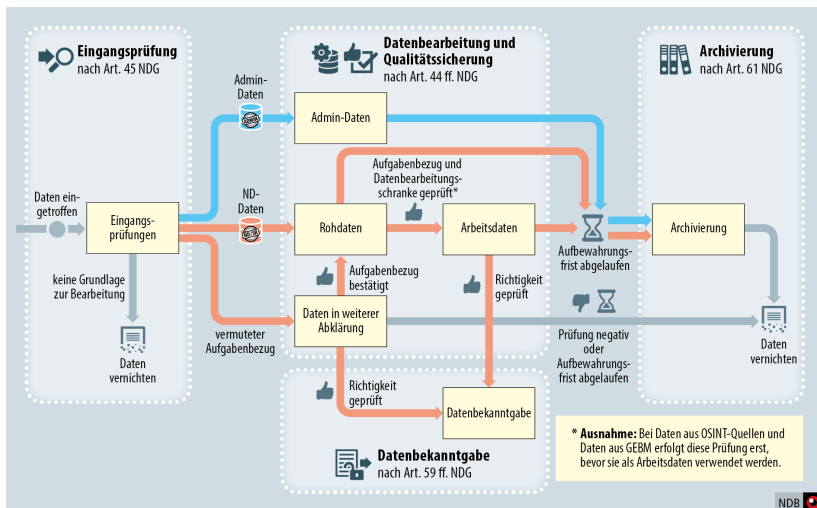 Eingangsprüfung
nach Art. 45 NDG
Daten ein-
getroffen
Eingangs-
prüfungen
keine Grundlage
zur Bearbeitung
Daten
vernichten
Admin-
Daten
ADMIN
ND-
Daten
vermuteter
Aufgabenbezug
Datenbearbeitung und
Qualitätssicherung
nach Art. 44 ff. NDG
Admin-Daten
Aufgabenbezug und
Datenbearbeitungs-
schranke geprüft*
Rohdaten
Arbeitsdaten
Aufgabenbezug
bestätigt
Richtigkeit
geprüft
Daten in weiterer
Abklärung
Richtigkeit
geprüft
Datenbekanntgabe
Datenbekanntgabe
nach Art. 59 ff. NDG
Aufbewahrungs-
frist abgelaufen
Prüfung negativ
oder
Aufbewahrungs-
frist abgelaufen
Archivierung
nach Art. 61 NDG
Archivierung
Daten
vernichten
* Ausnahme: Bei Daten aus OSINT-Quellen und
Daten aus GEBM erfolgt diese Prüfung erst,
bevor sie als Arbeitsdaten verwendet werden.
NDB